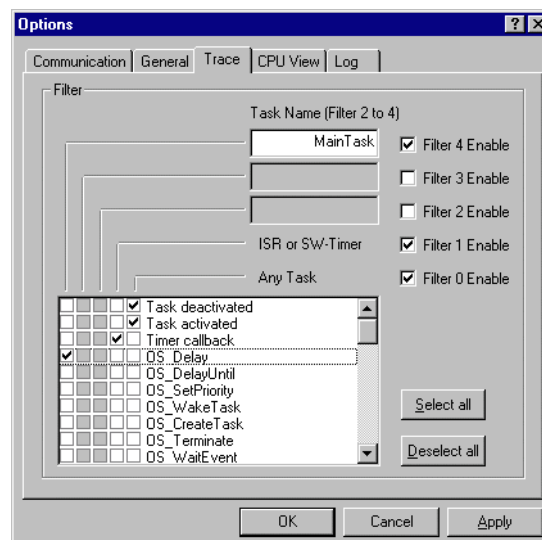 Options
Communication General Trace CPU View Log
Filter
Task Name (Filter 2 to 4)
MainTask Filter 4 Enable
Filter 3 Enable
Filter 2 Enable
ISR or SW-Timer Filter 1 Enable
Any Task Filter 0 Enable
Task deactivated
Task activated
Timer callback
OS_Delay
OS_DelayUntil
OS_SetPriority
OS_WakeTask
OS_CreateTask
OS_Terminate
OS_WaitEvent
Select all
Deselect all
OK Cancel Apply